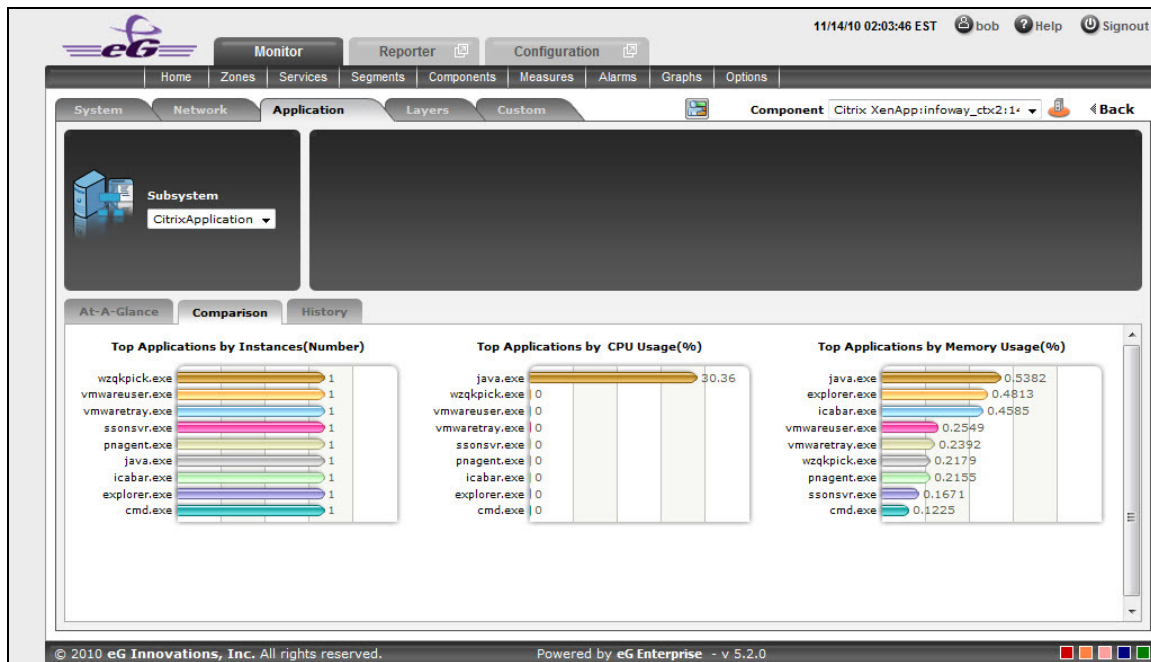 11/14/10 02:03:46 EST bob Help Signout
eG
Monitor Reporter Configuration
Home Zones Services Segments Components Measures Alarms Graphs Options
System Network Application Layers Custom Component Citrix XenApp:infoway_ctx2:14 Back
Subsystem
CitrixApplication
At-A-Glance Comparison History
Top Applications by Instances(Number)
wzqkpick.exe 1
vmwareuser.exe 1
vmwaretray.exe 1
ssonsvr.exe 1
pnagent.exe 1
java.exe 1
icabar.exe 1
explorer.exe 1
cmd.exe 1
Top Applications by CPU Usage(%)
java.exe 30.36
wzqkpick.exe 0
vmwareuser.exe 0
vmwaretray.exe 0
ssonsvr.exe 0
pnagent.exe 0
icabar.exe 0
explorer.exe 0
cmd.exe 0
Top Applications by Memory Usage(%)
java.exe 0.5382
explorer.exe 0.4813
icabar.exe 0.4585
vmwareuser.exe 0.2549
vmwaretray.exe 0.2392
wzqkpick.exe 0.2179
pnagent.exe 0.2155
ssonsvr.exe 0.1671
cmd.exe 0.1225
© 2010 eG Innovations, Inc. All rights reserved. Powered by eG Enterprise - v 5.2.0